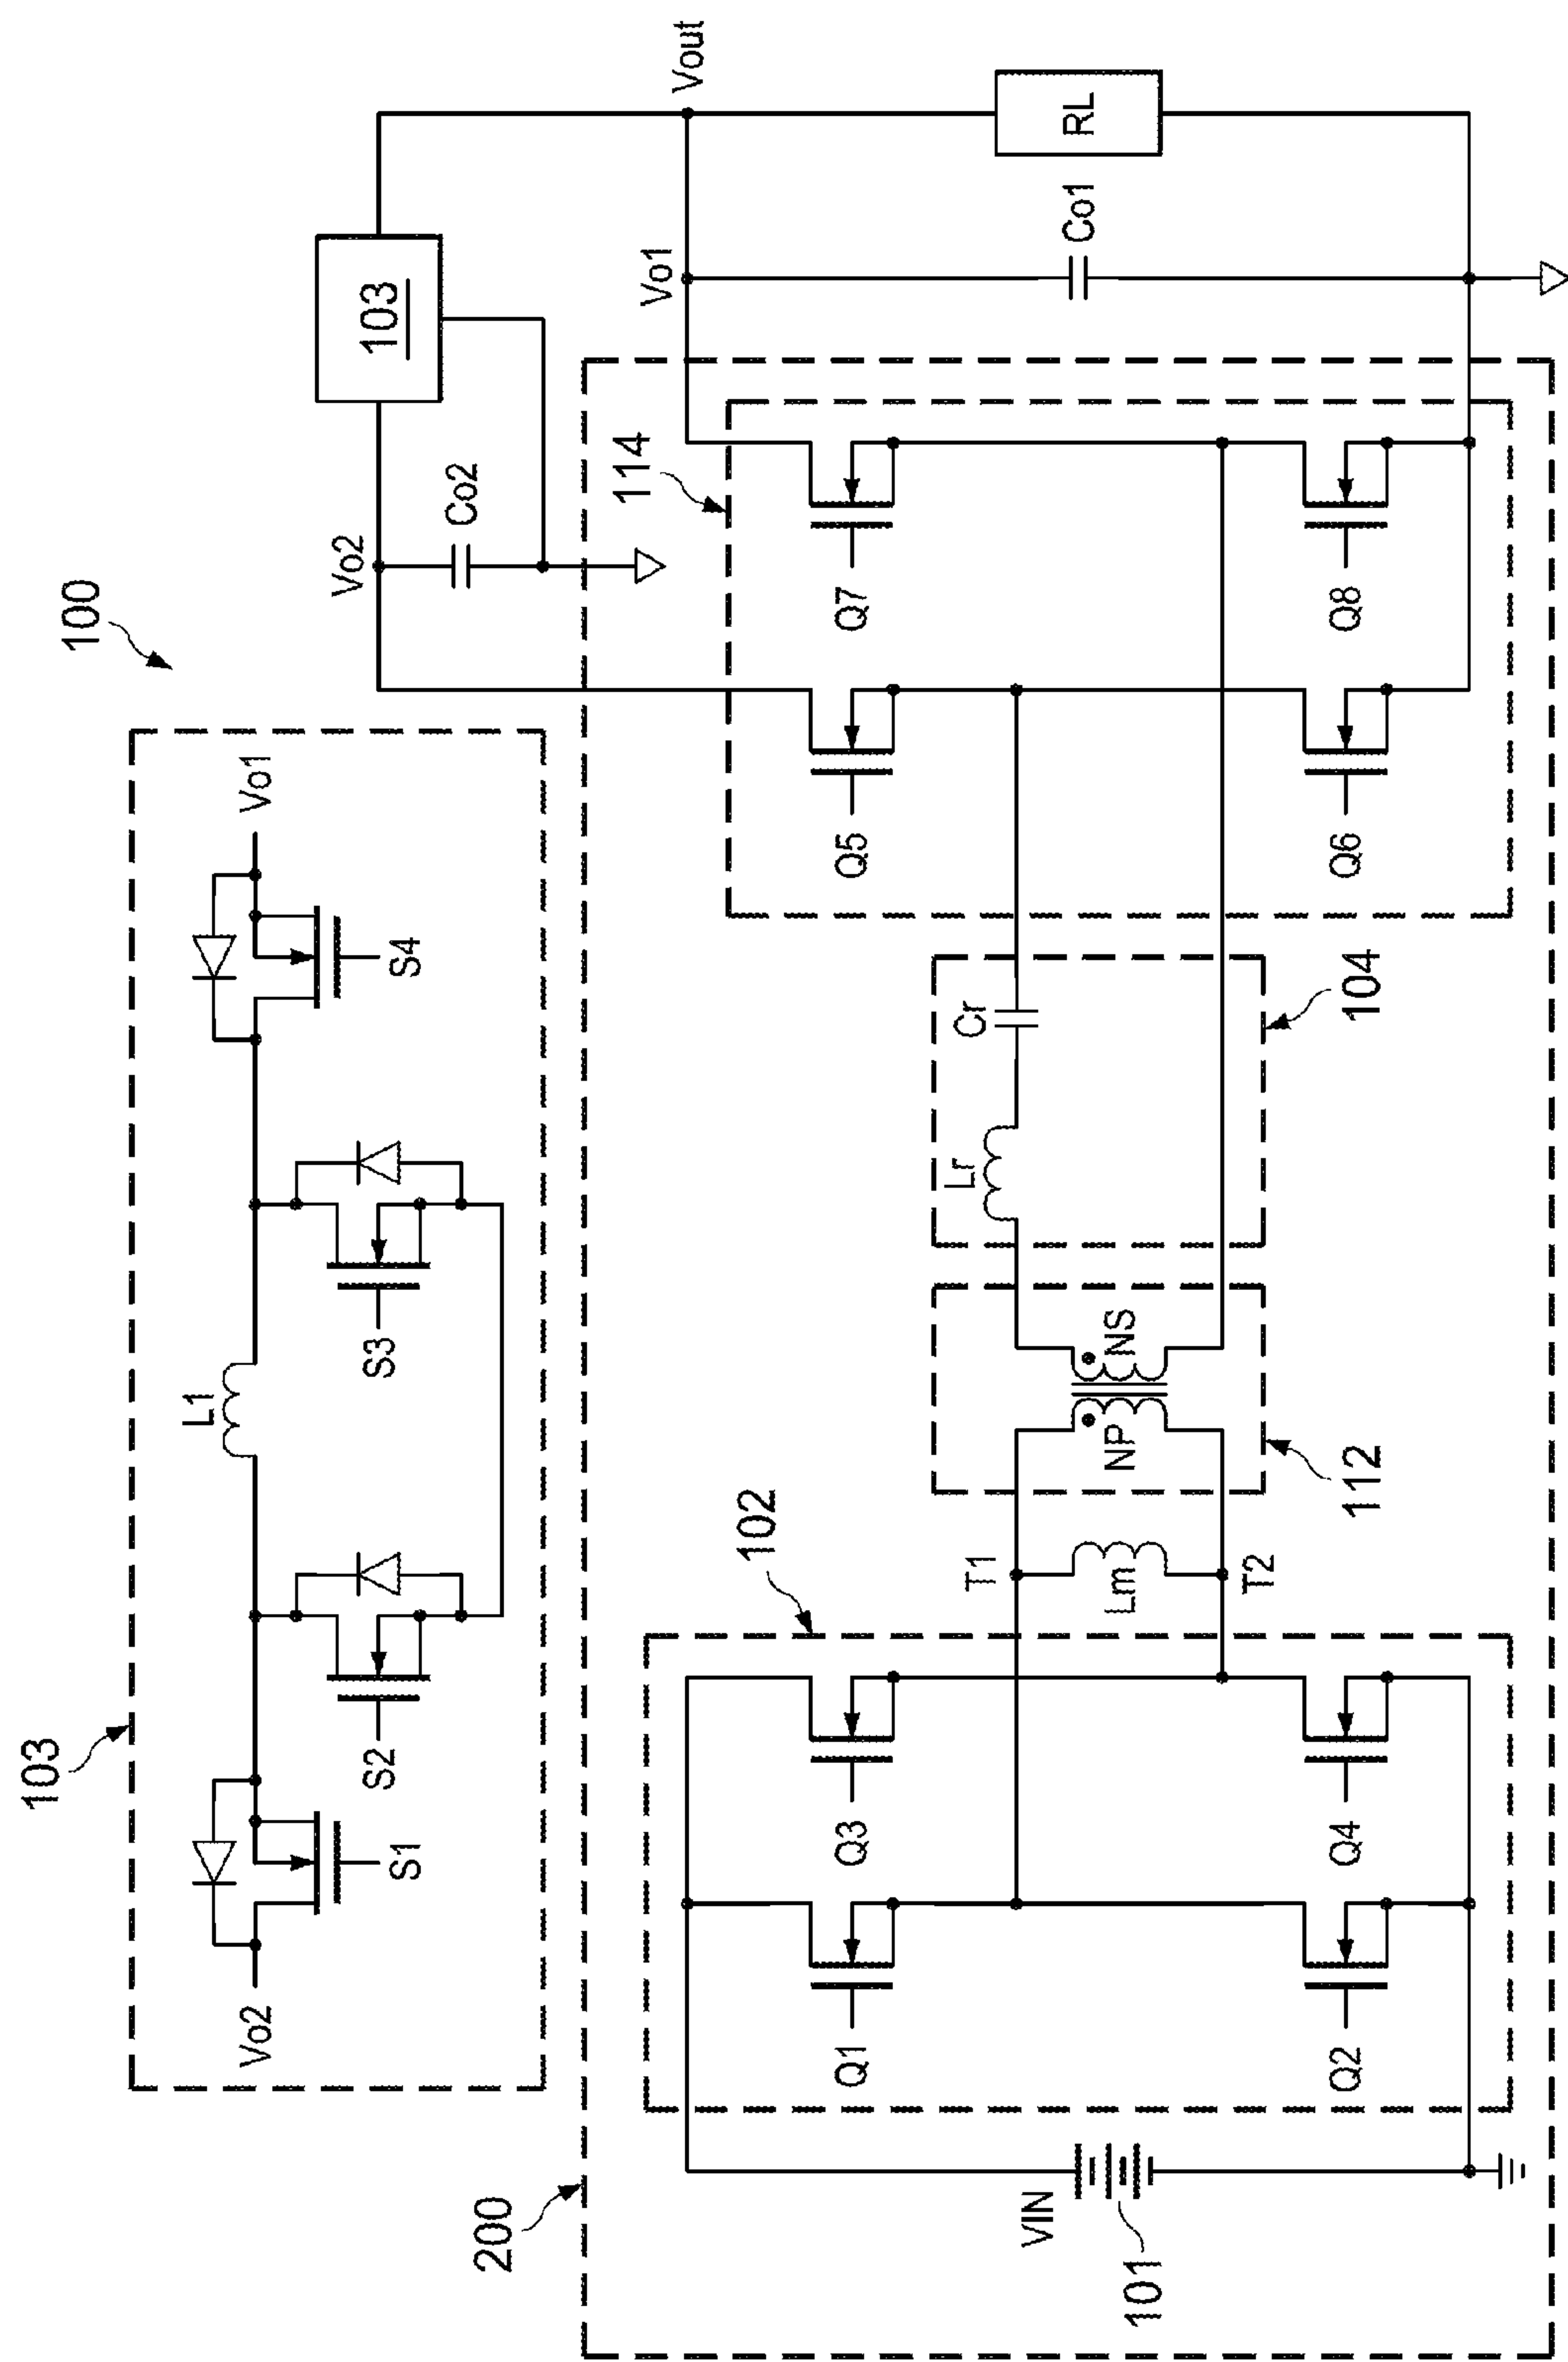 100
103
Vo2
S1
S2
L1
S3
S4
Vo1
103
Vo2
Co2
Vout
Vo1
Co1
RL
200
VIN
101
102
Q1
Q2
Q3
Q4
T1
Lm
T2
112
NP
NS
104
Lr
Cr
114
Q5
Q6
Q7
Q8